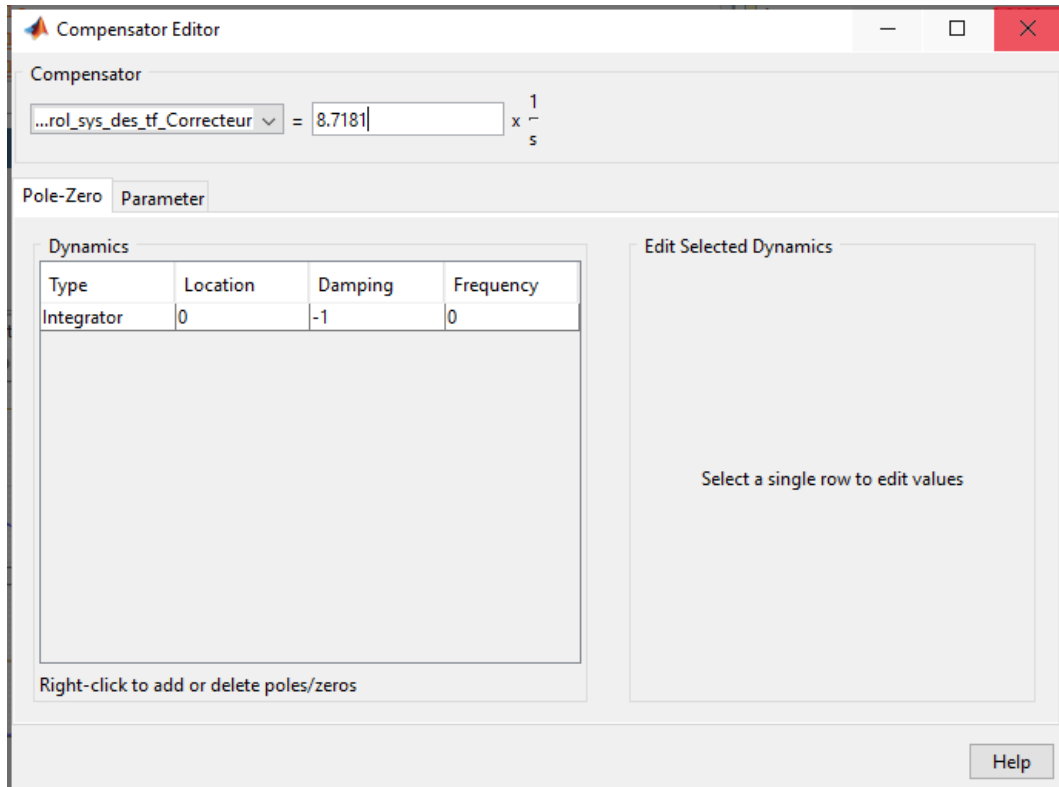 Compensator Editor
Compensator
...rol_sys_des_tf_Correcteur = 8.7181 x 1
s
Pole-Zero Parameter
Dynamics
Edit Selected Dynamics
Type Location Damping Frequency
Integrator 0 -1 0
Select a single row to edit values
Right-click to add or delete poles/zeros
Help